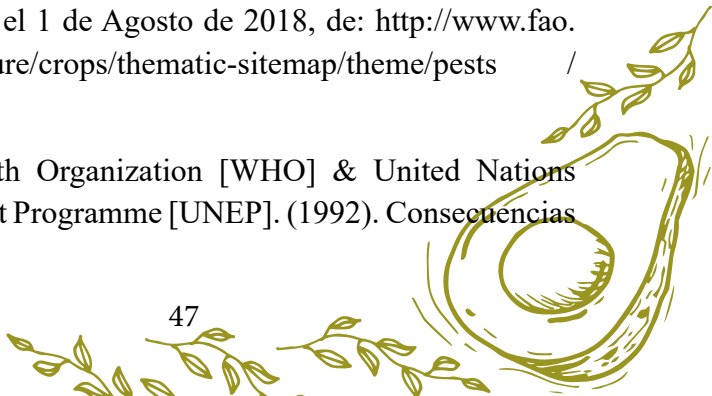 el 1 de Agosto de 2018, de: http://www.fao.
ure/crops/thematic-sitemap/theme/pests /
th Organization [WHO] & United Nations
t Programme [UNEP]. (1992). Consecuencias
47